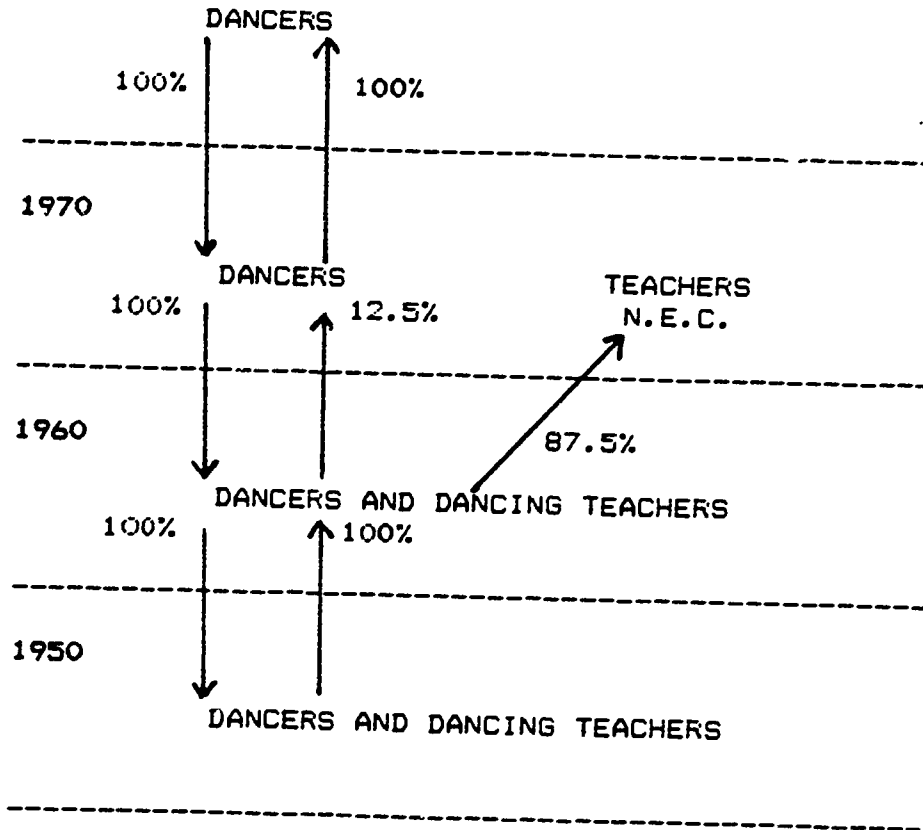 DANCERS
100% 100%
1970
DANCERS
TEACHERS
N.E.C.
100% 12.5%
1960
87.5%
DANCERS AND DANCING TEACHERS
100% 100%
1950
DANCERS AND DANCING TEACHERS